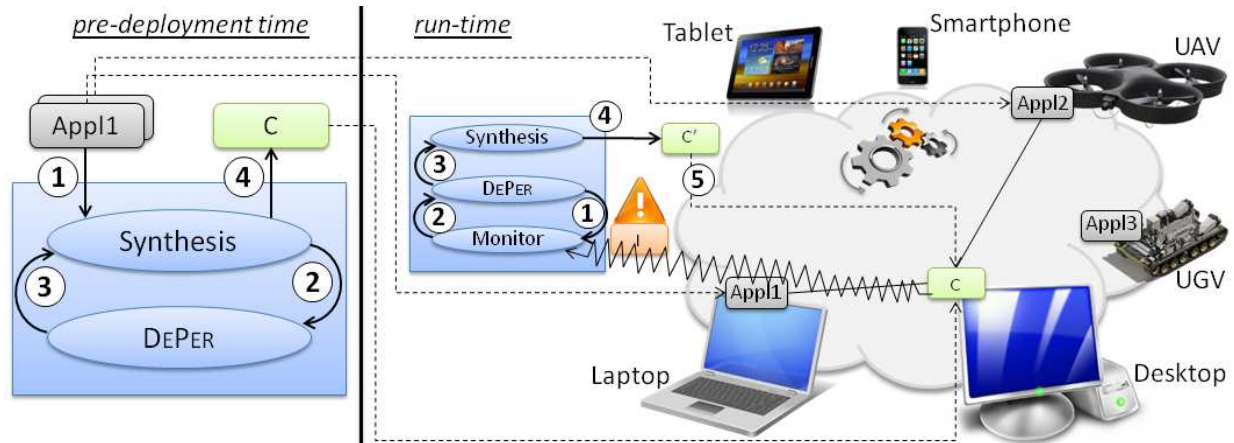 pre-deployment time
run-time
Tablet
Smartphone
UAV
Appl1
C
Appl2
4
Synthesis
C'
1
4
3
5
DEPER
Appl3
2
1
!
Synthesis
Monitor
I
2
UGV
3
Appl1
C
DEPER
Laptop
Desktop